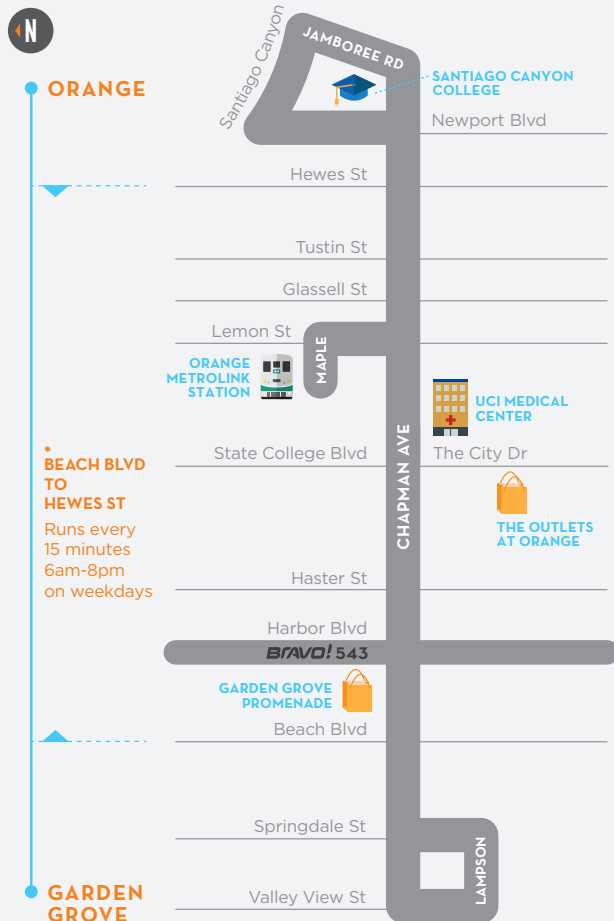 N
ORANGE
Santiago Canyon
JAMBOREE RD
SANTIAGO CANYON
COLLEGE
Newport Blvd
Hewes St
Tustin St
Glassell St
Lemon St
MAPLE
ORANGE
METROLINK
STATION
UCI MEDICAL
CENTER
CHAPMAN AVE
State College Blvd
The City Dr
*
BEACH BLVD
TO
HEWES ST
Runs every
15 minutes
6am-8pm
on weekdays
THE OUTLETS
AT ORANGE
Haster St
Harbor Blvd
BRAVO! 543
GARDEN GROVE
PROMENADE
Beach Blvd
Springdale St
LAMPSON
Valley View St
GARDEN
GROVE